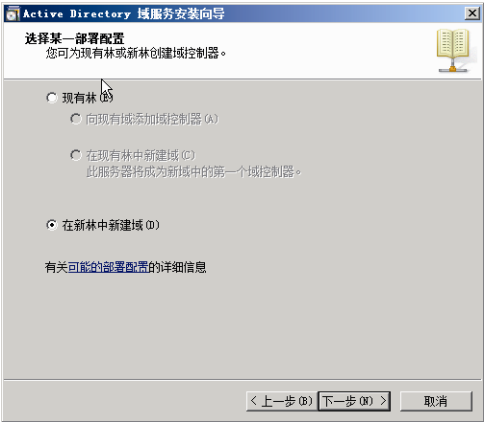 Active Directory 域服务安装向导
选择某一部署配置
您可为现有林或新林创建域控制器。
现有林(E)
向现有域添加域控制器(A)
在现有林中新建域(C)
此服务器将成为新域中的第一个域控制器。
在新林中新建域(D)
有关可能的部署配置的详细信息
< 上一步(B) 下一步(N) > 取消